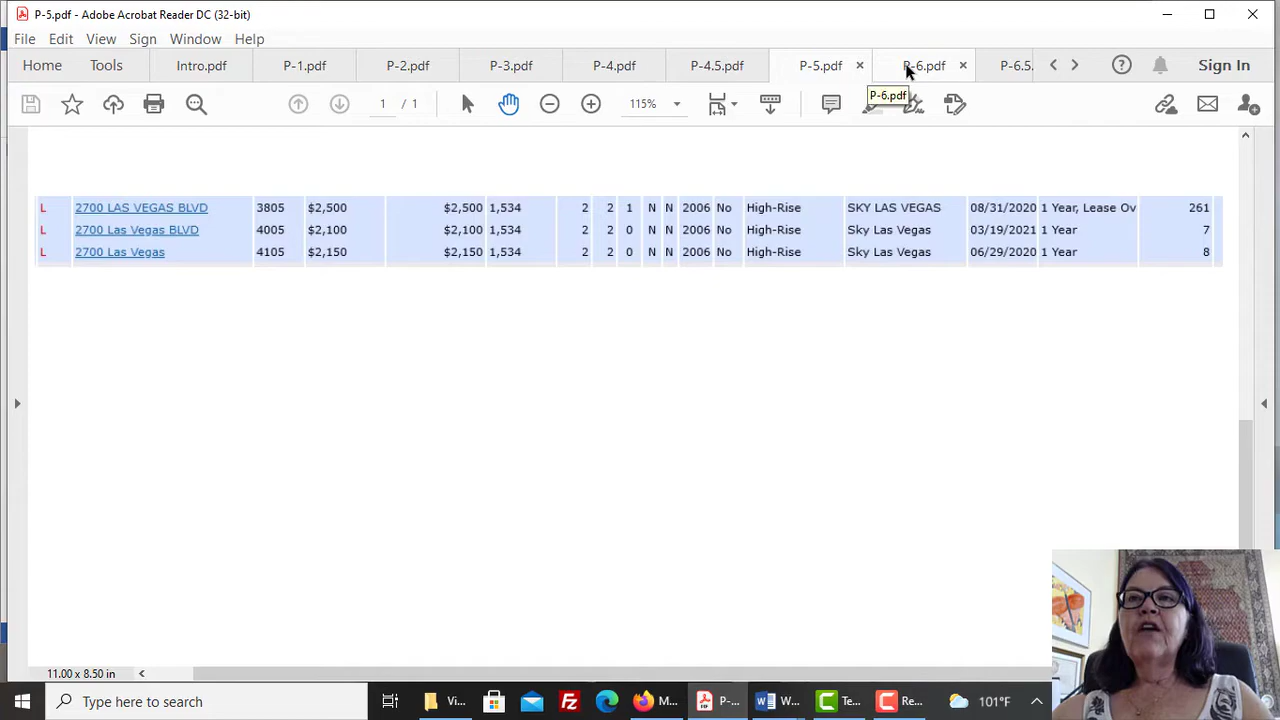 P-5.pdf - Adobe Acrobat Reader DC (32-bit)
File Edit View Sign Window Help
Home Tools Intro.pdf P-1.pdf P-2.pdf P-3.pdf P-4.pdf P-4.5.pdf P-5.pdf P-6.pdf P-6.5. Sign In
1 / 1 115%
P-6.pdf
L 2700 LAS VEGAS BLVD 3805 $2,500 $2,500 1,534 2 2 1 N N 2006 No High-Rise SKY LAS VEGAS 08/31/2020 1 Year, Lease Ov 261
L 2700 Las Vegas BLVD 4005 $2,100 $2,100 1,534 2 2 0 N N 2006 No High-Rise Sky Las Vegas 03/19/2021 1 Year 7
L 2700 Las Vegas 4105 $2,150 $2,150 1,534 2 2 0 N N 2006 No High-Rise Sky Las Vegas 06/29/2020 1 Year 8
11.00 x 8.50 in
Type here to search Vi... M... P-... W... Te... Re... 101°F